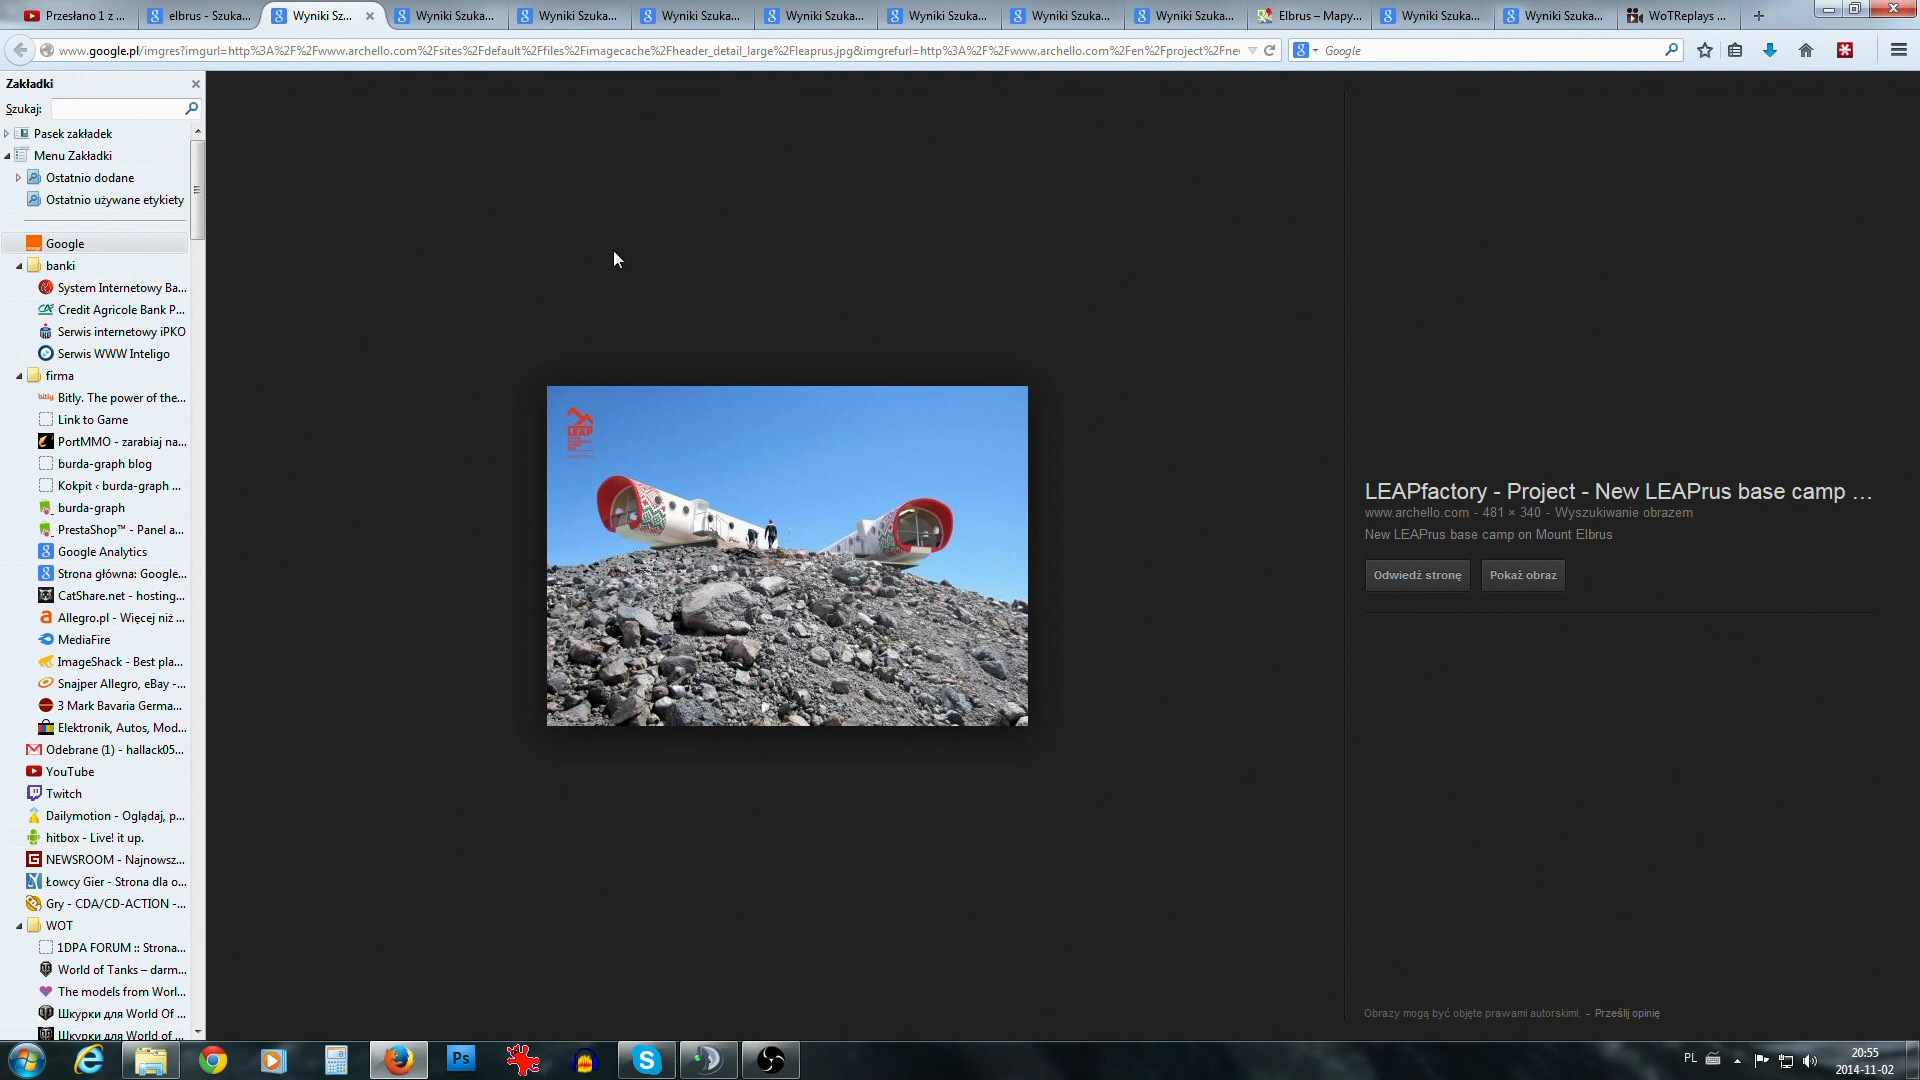 Przesłano 1 z ...
elbrus - Szuka...
Wyniki Sz...
Wyniki Szuka...
Wyniki Szuka...
Wyniki Szuka...
Wyniki Szuka...
Wyniki Szuka...
Wyniki Szuka...
Wyniki Szuka...
Elbrus – Mapy...
Wyniki Szuka...
Wyniki Szuka...
WoTReplays ...
www.google.pl/imgres?imgurl=http%3A%2F%2Fwww.archello.com%2Fsites%2Fdefault%2Ffiles%2Fimagecache%2Fheader_detail_large%2Fleaprus.jpg&imgrefurl=http%3A%2F%2Fwww.archello.com%2Fen%2Fproject%2Fne
Google
Zakładki
Szukaj:
Pasek zakładek
Menu Zakładki
Ostatnio dodane
Ostatnio używane etykiety
Google
banki
System Internetowy Ba...
Credit Agricole Bank P...
Serwis internetowy iPKO
Serwis WWW Inteligo
firma
Bitly. The power of the...
Link to Game
PortMMO - zarabiaj na...
burda-graph blog
Kokpit ‹ burda-graph ...
burda-graph
PrestaShop™ - Panel a...
Google Analytics
Strona główna: Google...
CatShare.net - hosting...
Allegro.pl - Więcej niż ...
MediaFire
ImageShack - Best pla...
Snajper Allegro, eBay -...
3 Mark Bavaria Germa...
Elektronik, Autos, Mod...
Odebrane (1) - hallack05...
YouTube
Twitch
Dailymotion - Oglądaj, p...
hitbox - Live! it up.
NEWSROOM - Najnowsz...
Łowcy Gier - Strona dla o...
Gry - CDA/CD-ACTION -...
WOT
1DPA FORUM :: Strona...
World of Tanks – darm...
The models from Worl...
Шкурки для World Of ...
Шкурки для World of ...
LEAP
LEAPfactory - Project - New LEAPrus base camp ...
www.archello.com - 481 × 340 - Wyszukiwanie obrazem
New LEAPrus base camp on Mount Elbrus
Odwiedź stronę
Pokaż obraz
Obrazy mogą być objęte prawami autorskimi. - Prześlij opinię
Ps
PL
20:55
2014-11-02